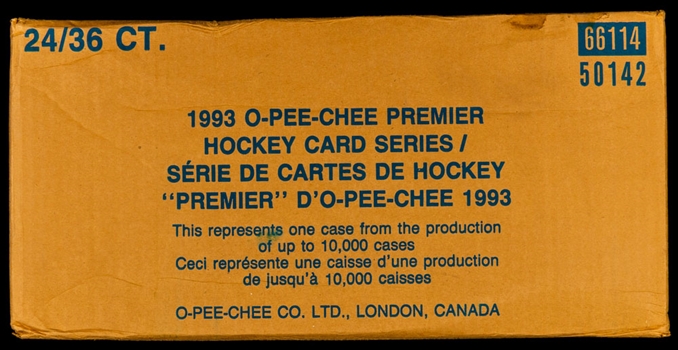 24/36 CT.
66114
50142
1993 O-PEE-CHEE PREMIER
HOCKEY CARD SERIES /
SÉRIE DE CARTES DE HOCKEY
"PREMIER" D'O-PEE-CHEE 1993
This represents one case from the production
of up to 10,000 cases
Ceci représente une caisse d'une production
de jusqu'à 10,000 caisses
O-PEE-CHEE CO. LTD., LONDON, CANADA